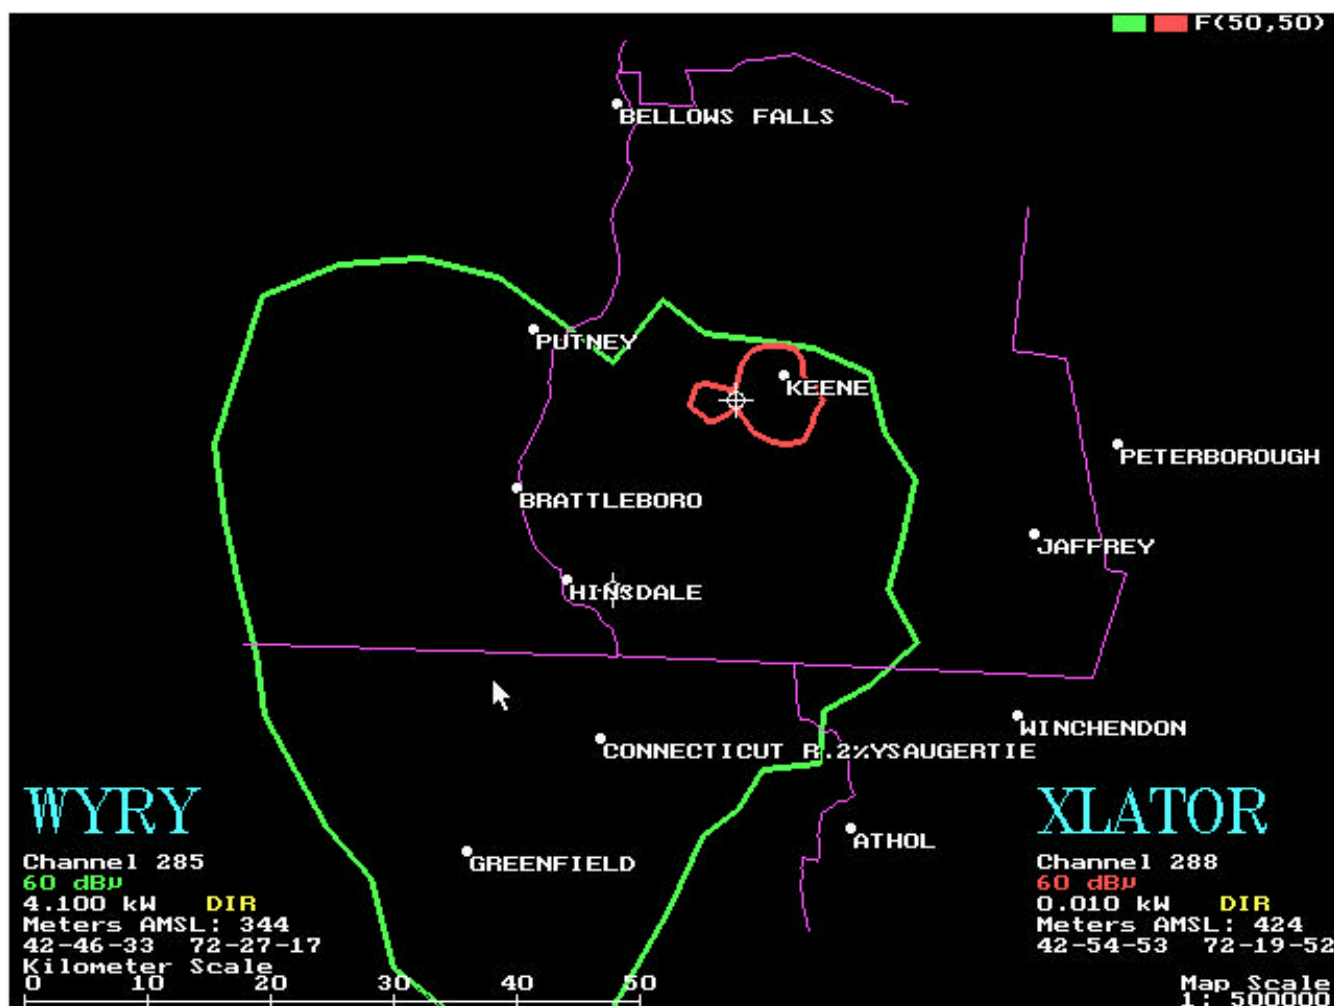 F(50,50)
BELLOWS FALLS
PUTNEY
KEENE
PETERBOROUGH
BRATTLEBORO
JAFFREY
HINSDALE
WINCHENDON
CONNECTICUT R.2%YSAUGERTIE
ATHOL
GREENFIELD
WYRY
Channel 285
60 dBµ
4.100 kW DIR
Meters AMSL: 344
42-46-33 72-27-17
Kilometer Scale
0 10 20 30 40 50
XLATOR
Channel 288
60 dBµ
0.010 kW DIR
Meters AMSL: 424
42-54-53 72-19-52
Map Scale
1: 500000